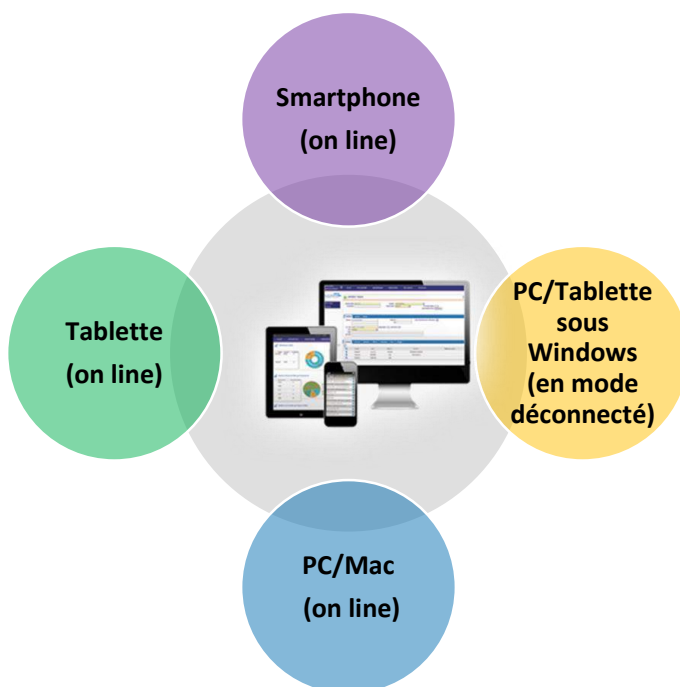 Smartphone
(on line)
Tablette
(on line)
PC/Tablette
sous
Windows
(en mode
déconnecté)
PC/Mac
(on line)